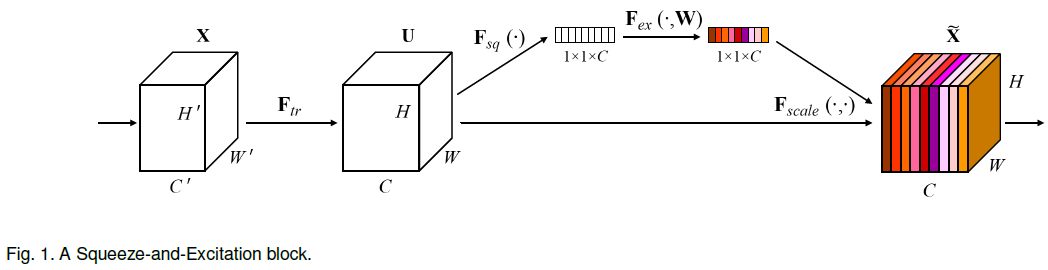 X
U
F_sq (·)
F_ex (·,W)
X̃
1×1×C
1×1×C
H'
F_tr
H
F_scale (·,·)
H
W'
W
W
C'
C
C
Fig. 1. A Squeeze-and-Excitation block.